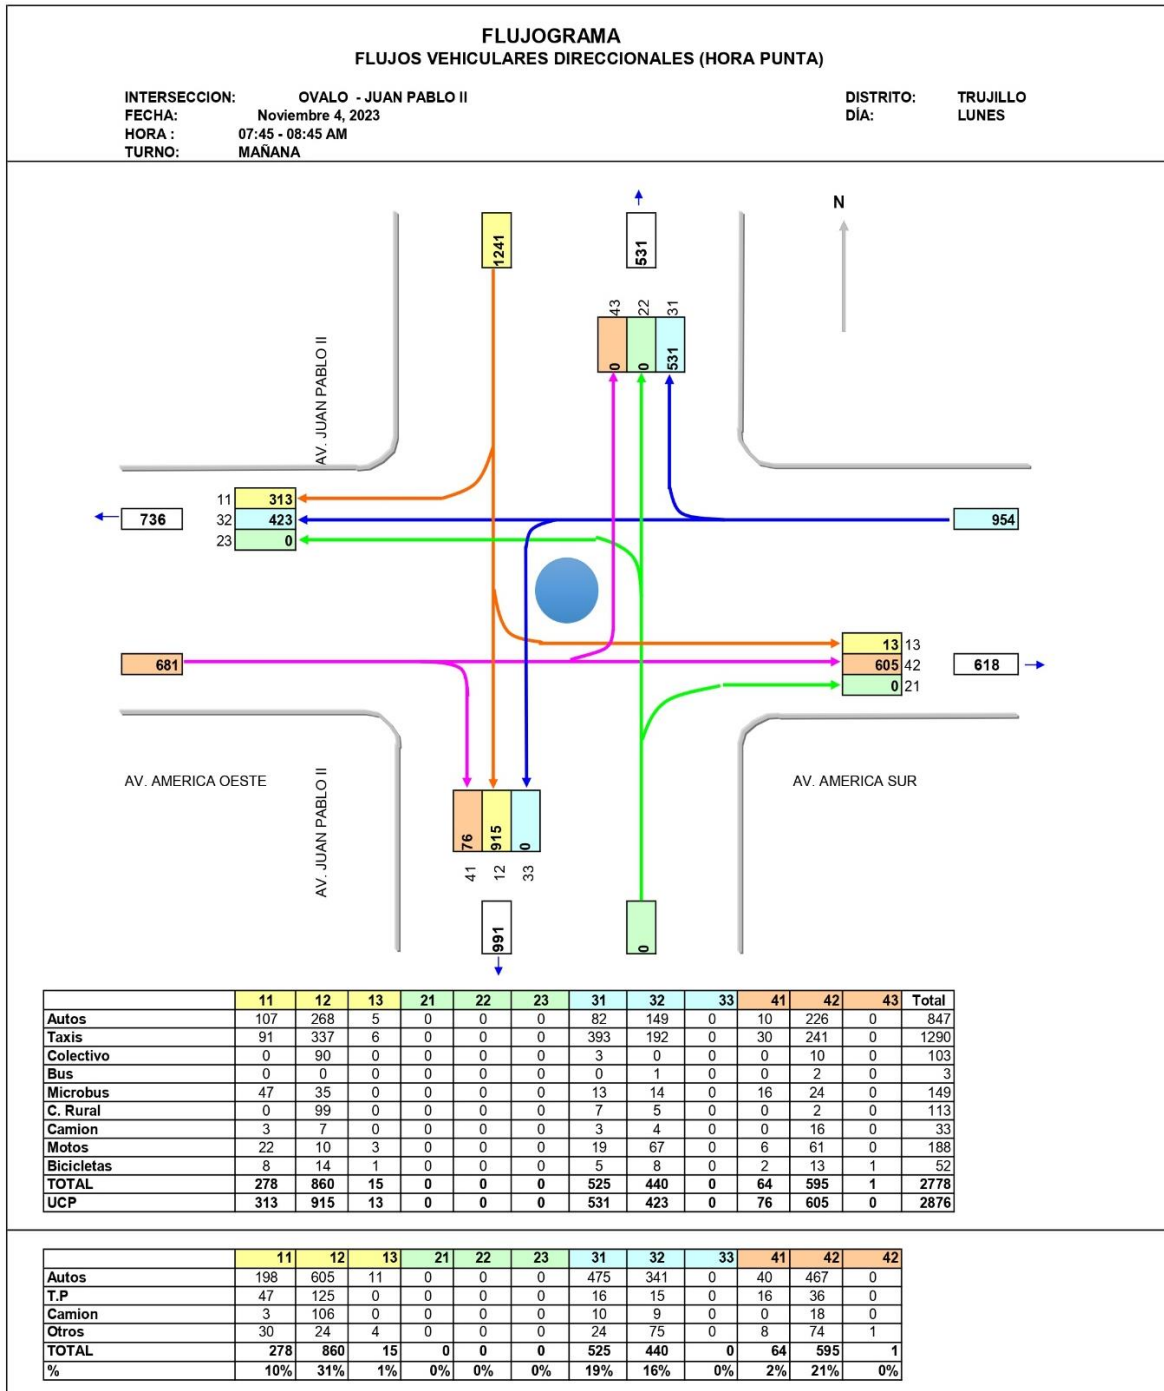 FLUJOGRAMA
FLUJOS VEHICULARES DIRECCIONALES (HORA PUNTA)
INTERSECCION: OVALO - JUAN PABLO II DISTRITO: TRUJILLO
FECHA: Noviembre 4, 2023 DÍA: LUNES
HORA : 07:45 - 08:45 AM
TURNO: MAÑANA
1241
531
N
43 22 31
0 0 531
AV. JUAN PABLO II
11 313
736 32 423 954
23 0
13 13
681 605 42 618
0 21
AV. AMERICA OESTE AV. AMERICA SUR
AV. JUAN PABLO II
76 915 0
41 12 33
991 0
11 12 13 21 22 23 31 32 33 41 42 43 Total
Autos 107 268 5 0 0 0 82 149 0 10 226 0 847
Taxis 91 337 6 0 0 0 393 192 0 30 241 0 1290
Colectivo 0 90 0 0 0 0 3 0 0 0 10 0 103
Bus 0 0 0 0 0 0 0 1 0 0 2 0 3
Microbus 47 35 0 0 0 0 13 14 0 16 24 0 149
C. Rural 0 99 0 0 0 0 7 5 0 0 2 0 113
Camion 3 7 0 0 0 0 3 4 0 0 16 0 33
Motos 22 10 3 0 0 0 19 67 0 6 61 0 188
Bicicletas 8 14 1 0 0 0 5 8 0 2 13 1 52
TOTAL 278 860 15 0 0 0 525 440 0 64 595 1 2778
UCP 313 915 13 0 0 0 531 423 0 76 605 0 2876
11 12 13 21 22 23 31 32 33 41 42 42
Autos 198 605 11 0 0 0 475 341 0 40 467 0
T.P 47 125 0 0 0 0 16 15 0 16 36 0
Camion 3 106 0 0 0 0 10 9 0 0 18 0
Otros 30 24 4 0 0 0 24 75 0 8 74 1
TOTAL 278 860 15 0 0 0 525 440 0 64 595 1
% 10% 31% 1% 0% 0% 0% 19% 16% 0% 2% 21% 0%